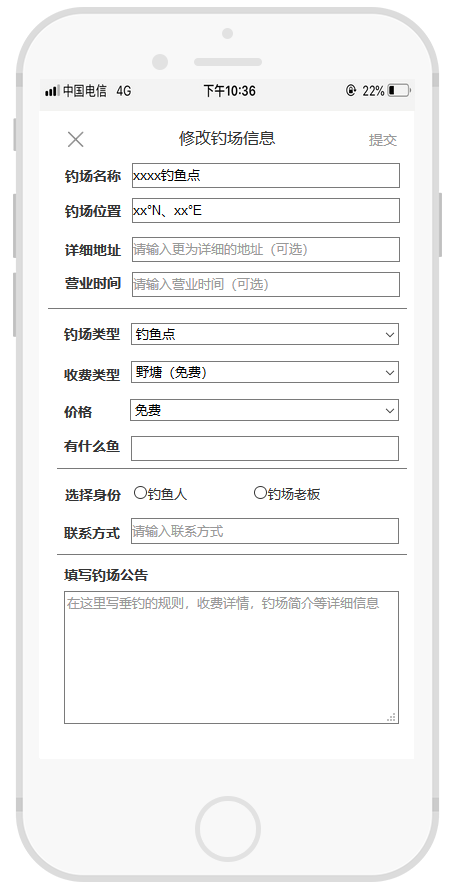 中国电信 4G 下午10:36 22%
修改钓场信息 提交
钓场名称 xxxx钓鱼点
钓场位置 xx°N、xx°E
详细地址 请输入更为详细的地址（可选）
营业时间 请输入营业时间（可选）
钓场类型 钓鱼点
收费类型 野塘（免费）
价格 免费
有什么鱼
选择身份 钓鱼人 钓场老板
联系方式 请输入联系方式
填写钓场公告
在这里写垂钓的规则，收费详情，钓场简介等详细信息